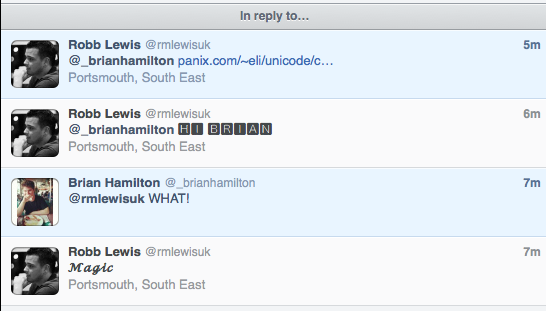 In reply to…
Robb Lewis @rmlewisuk 5m
@_brianhamilton panix.com/~eli/unicode/c…
Portsmouth, South East
Robb Lewis @rmlewisuk 6m
@_brianhamilton 🅷🅸 🅱🆁🅸🅰🅽
Portsmouth, South East
Brian Hamilton @_brianhamilton 7m
@rmlewisuk WHAT!
Robb Lewis @rmlewisuk 7m
𝓜𝓪𝓰𝓲𝓬
Portsmouth, South East